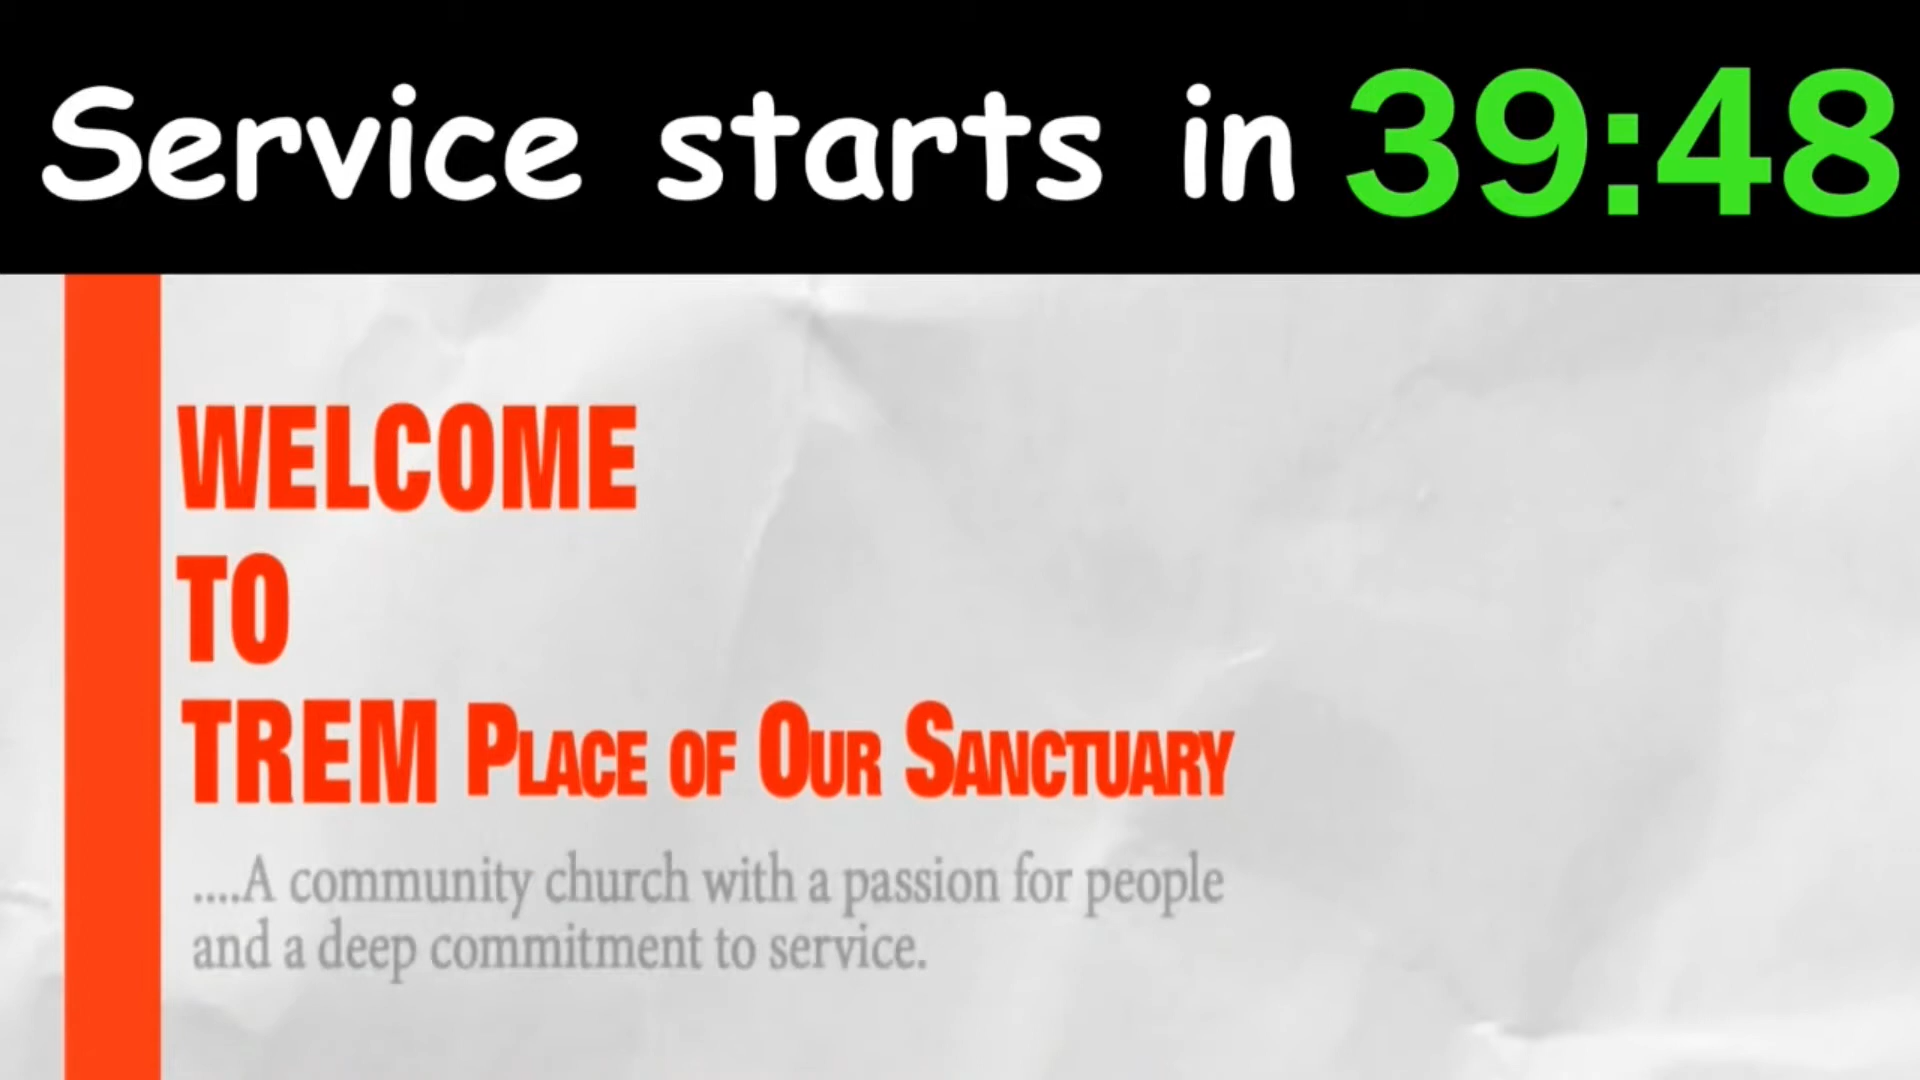 Service starts in 39:48
WELCOME
TO
TREM PLACE OF OUR SANCTUARY
....A community church with a passion for people
and a deep commitment to service.